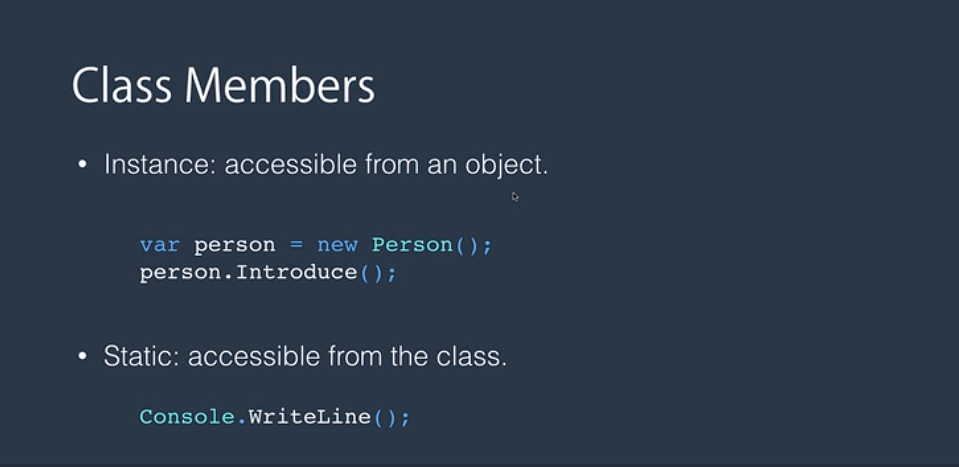 Class Members
• Instance: accessible from an object.
var person = new Person();
person.Introduce();
• Static: accessible from the class.
Console.WriteLine();